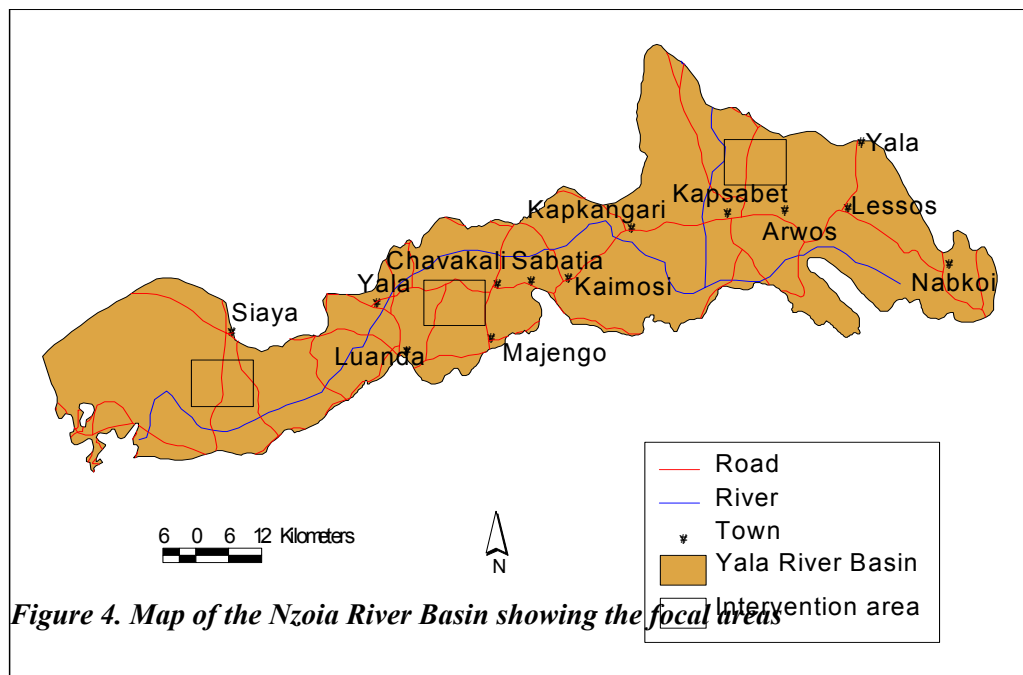 Yala
Kapsabet
Lessos
Kapkangari
Arwos
Chavakali Sabatia
Nabkoi
Yala
Kaimosi
Siaya
Luanda
Majengo
Road
River
6 0 6 12 Kilometers
Town
N
Yala River Basin
Intervention area
Figure 4. Map of the Nzoia River Basin showing the focal areas